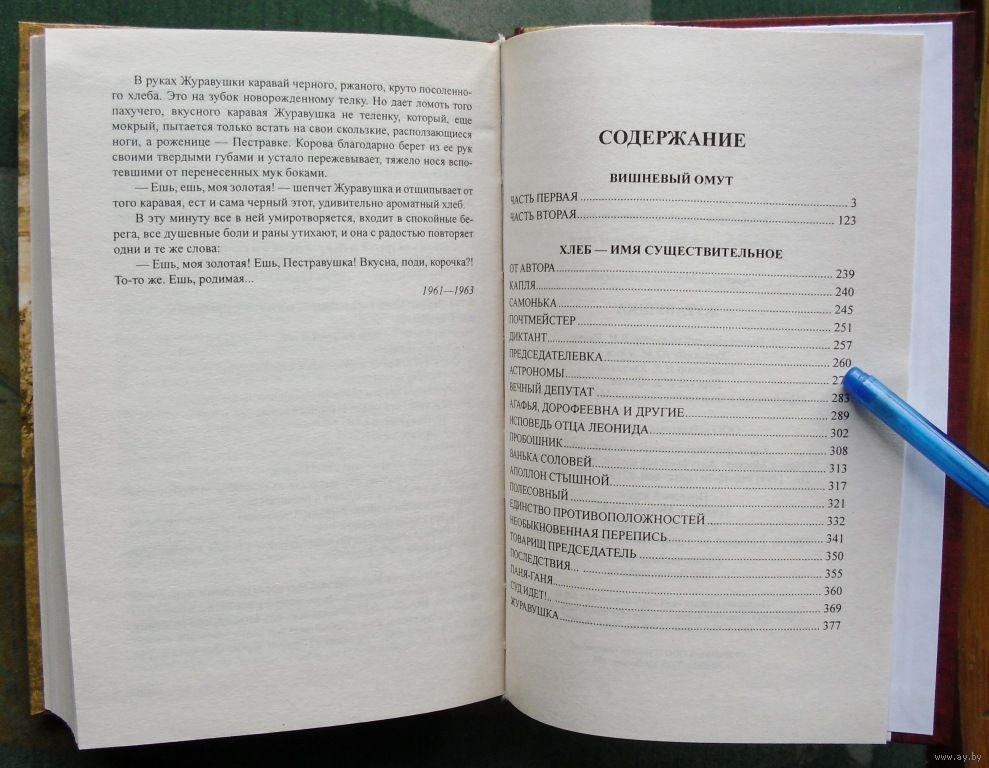 В руках Журавушки каравай черного, ржаного, круто посоленно-
го хлеба. Это на зубок новорожденному телку. Но дает ломоть того
пахучего, вкусного каравая Журавушка не теленку, который, еще
мокрый, пытается только встать на свои скользкие, расползающиеся
ноги, а роженице — Пестравке. Корова благодарно берет из ее рук
своими твердыми губами и устало пережевывает, тяжело нося вспо-
тевшими от перенесенных мук боками.
— Ешь, ешь, моя золотая! — шепчет Журавушка и отщипывает от
того каравая, ест и сама черный этот, удивительно ароматный хлеб.
В эту минуту все в ней умиротворяется, входит в спокойные бе-
рега, все душевные боли и раны утихают, и она с радостью повторяет
одни и те же слова:
— Ешь, моя золотая! Ешь, Пестравушка! Вкусна, поди, корочка?!
То-то же. Ешь, родимая...
1961—1963
СОДЕРЖАНИЕ
ВИШНЕВЫЙ ОМУТ
ЧАСТЬ ПЕРВАЯ 3
ЧАСТЬ ВТОРАЯ 123
ХЛЕБ — ИМЯ СУЩЕСТВИТЕЛЬНОЕ
ОТ АВТОРА 239
КАПЛЯ 240
САМОНЬКА 245
ПОЧТМЕЙСТЕР 251
ДИКТАНТ 257
ПРЕДСЕДАТЕЛЕВКА 260
АСТРОНОМЫ
ВЕЧНЫЙ ДЕПУТАТ 283
АГАФЬЯ, ДОРОФЕЕВНА И ДРУГИЕ 289
ИСПОВЕДЬ ОТЦА ЛЕОНИДА 302
ПРОБОШНИК 308
ВАНЬКА СОЛОВЕЙ 313
АПОЛЛОН СТЫШНОЙ 317
ПОЛЕСОВНЫЙ 321
ЕДИНСТВО ПРОТИВОПОЛОЖНОСТЕЙ 332
НЕОБЫКНОВЕННАЯ ПЕРЕПИСЬ 341
ТОВАРИЩ ПРЕДСЕДАТЕЛЬ 350
ПОСЛЕДСТВИЯ... 355
ПАНЯ-ГАНЯ 360
СУД ИДЕТ!.. 369
ЖУРАВУШКА 377
www.ay.by